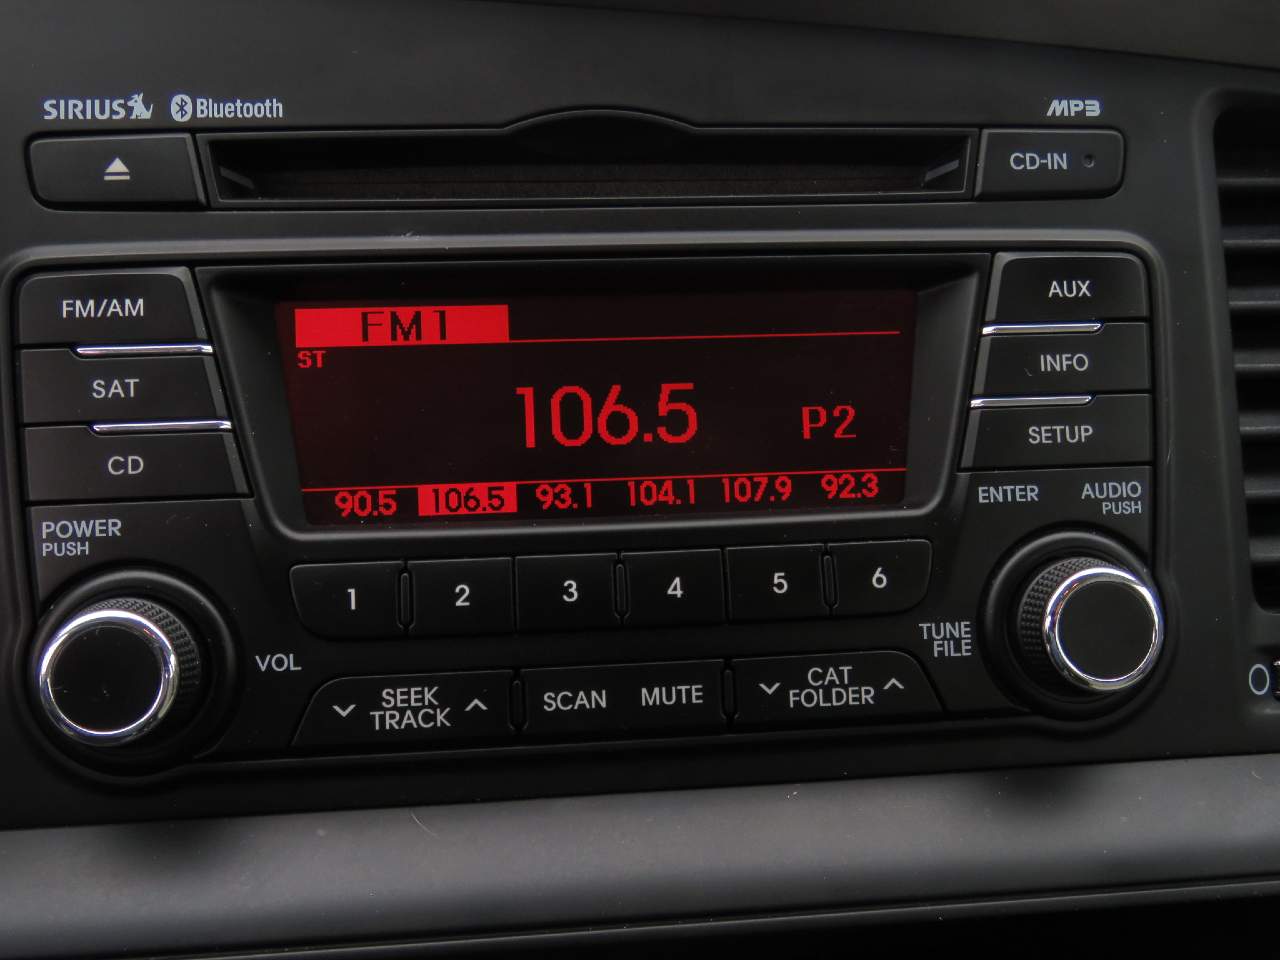 SIRIUS Bluetooth MP3
CD-IN
FM/AM
SAT
CD
FM1
ST
106.5 P2
90.5 106.5 93.1 104.1 107.9 92.3
AUX
INFO
SETUP
POWER
PUSH
ENTER AUDIO
PUSH
1 2 3 4 5 6
VOL
TUNE
FILE
SEEK
TRACK
SCAN MUTE
CAT
FOLDER